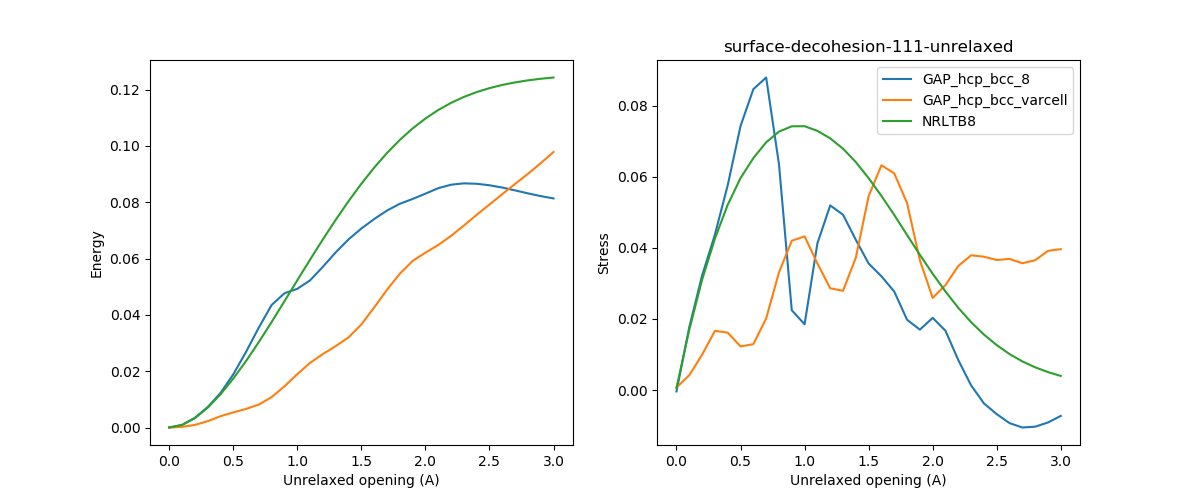 surface-decohesion-111-unrelaxed
Energy
0.12
0.10
0.08
0.06
0.04
0.02
0.00
0.0 0.5 1.0 1.5 2.0 2.5 3.0
Unrelaxed opening (A)
Stress
0.08
0.06
0.04
0.02
0.00
0.0 0.5 1.0 1.5 2.0 2.5 3.0
Unrelaxed opening (A)
GAP_hcp_bcc_8
GAP_hcp_bcc_varcell
NRLTB8